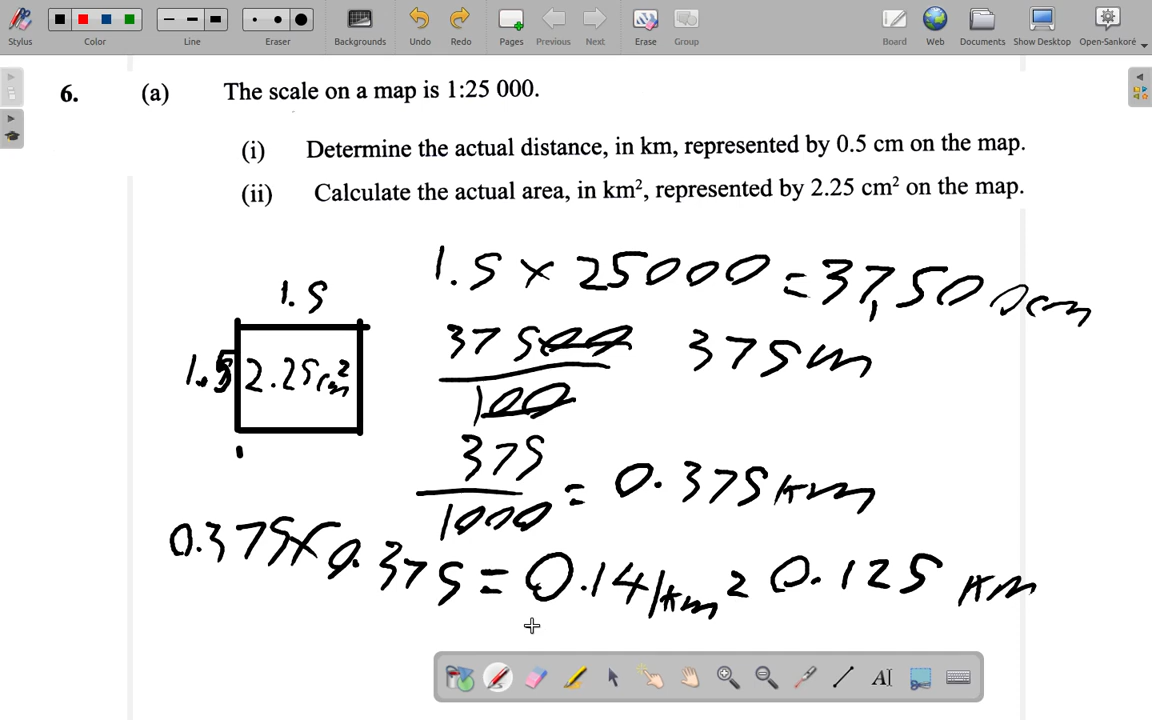 Stylus Color Line Eraser Backgrounds Undo Redo Pages Previous Next Erase Group Board Web Documents Show Desktop Open-Sankoré
6. (a) The scale on a map is 1:25 000.
(i) Determine the actual distance, in km, represented by 0.5 cm on the map.
(ii) Calculate the actual area, in km², represented by 2.25 cm² on the map.
1.5 × 25000 = 37,500cm
1.5
37500
100
375m
1.5
2.25cm²
375
1000
= 0.375km
0.375 × 0.375 = 0.141km² 0.125 km
AI